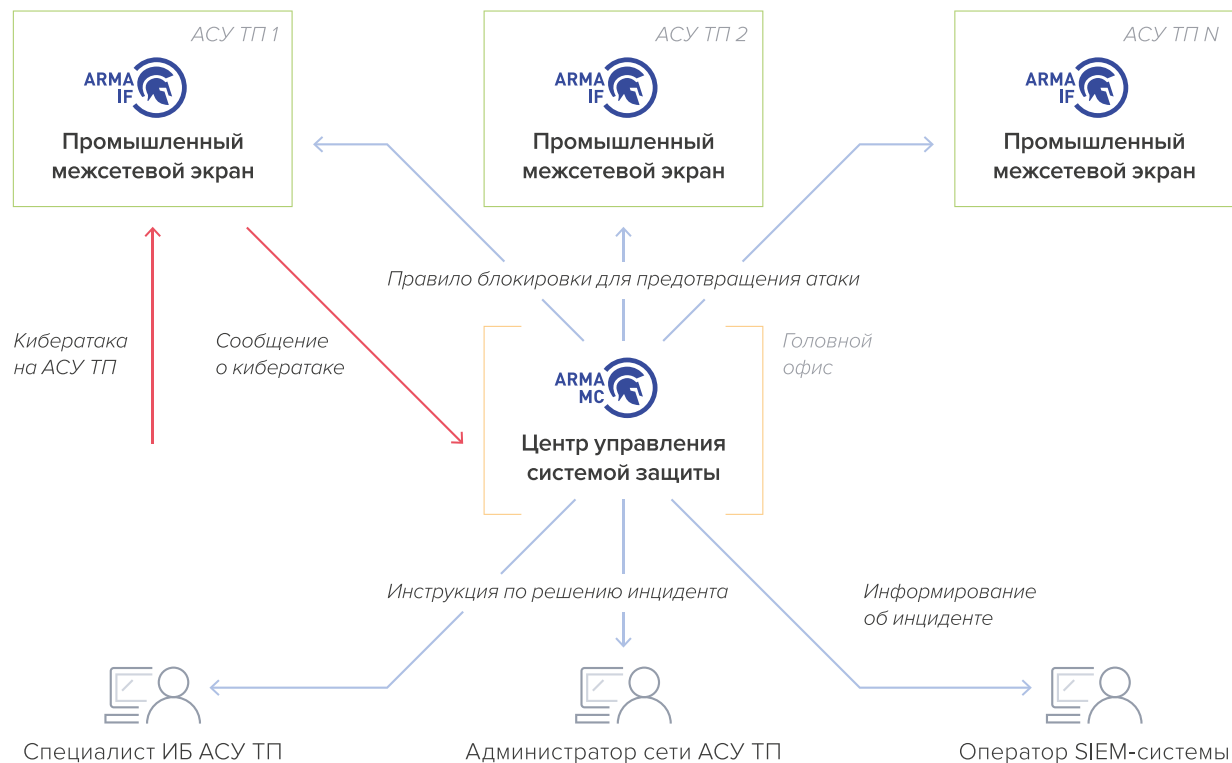 АСУ ТП 1
ARMA
IF
Промышленный
межсетевой экран
АСУ ТП 2
ARMA
IF
Промышленный
межсетевой экран
АСУ ТП N
ARMA
IF
Промышленный
межсетевой экран
Правило блокировки для предотвращения атаки
Кибератака
на АСУ ТП
Сообщение
о кибератаке
Головной
офис
ARMA
MC
Центр управления
системой защиты
Инструкция по решению инцидента
Информирование
об инциденте
Специалист ИБ АСУ ТП
Администратор сети АСУ ТП
Оператор SIEM-системы